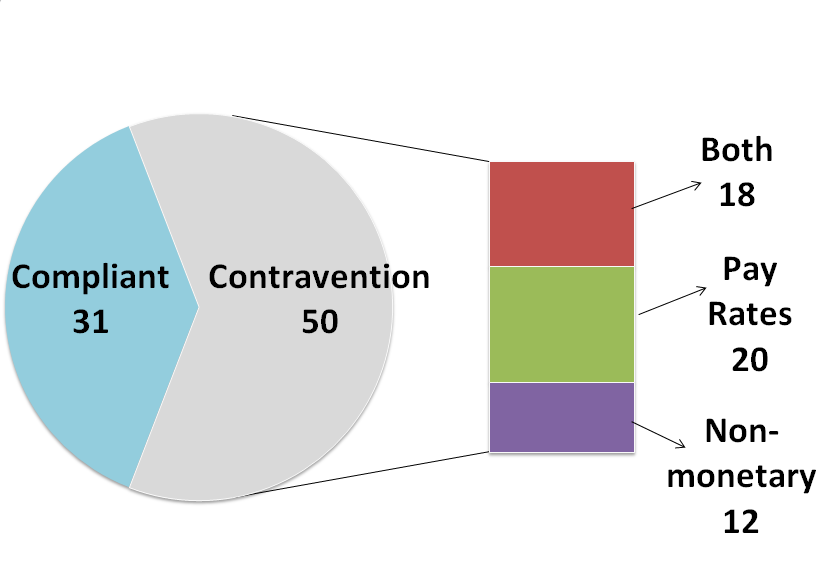 Compliant
31
Contravention
50
Both
18
Pay
Rates
20
Non-
monetary
12